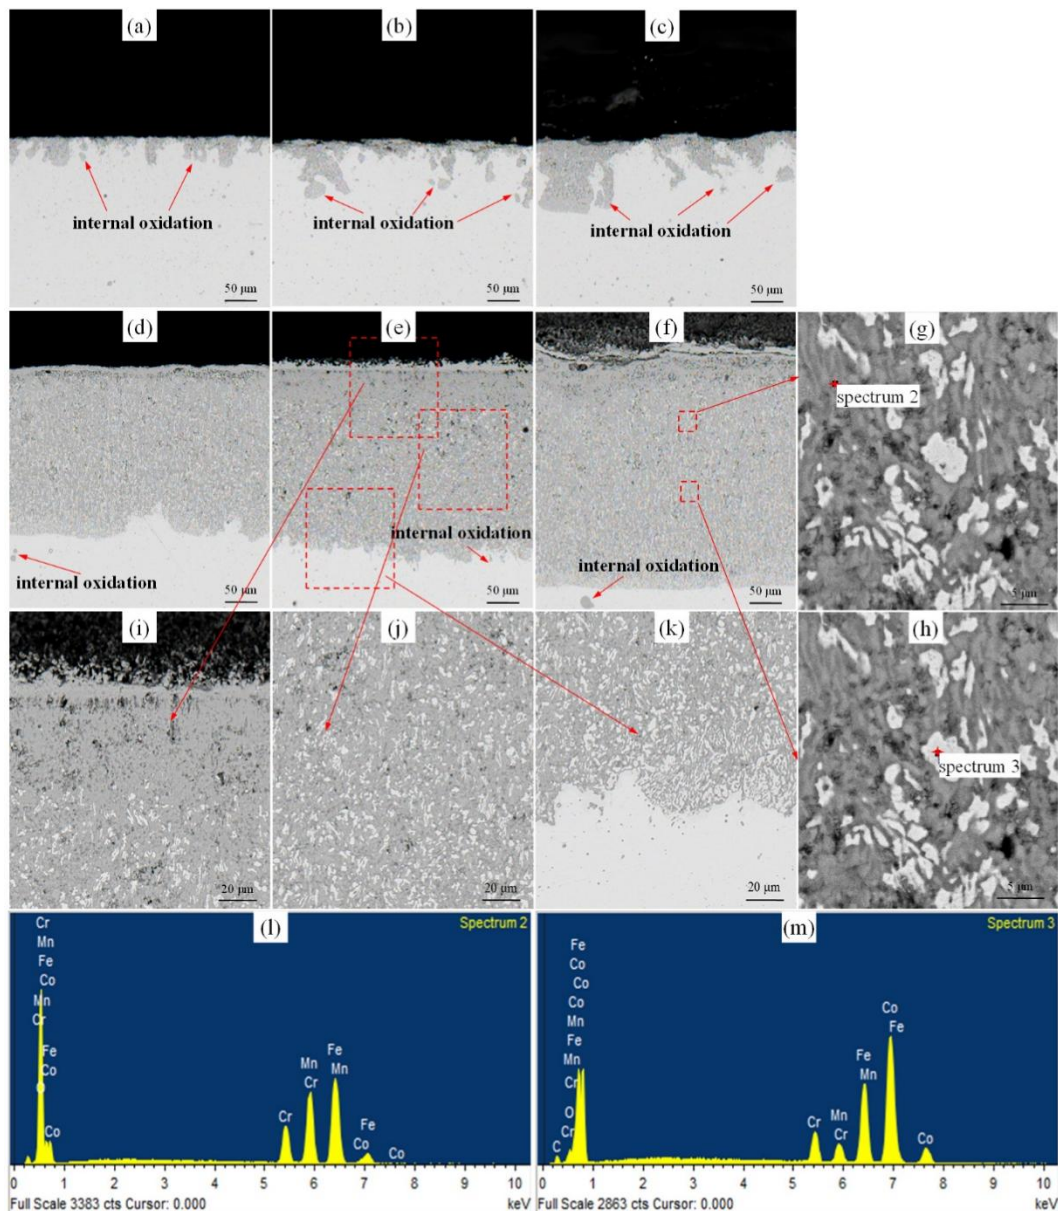 (a)
(b)
(c)
internal oxidation
internal oxidation
internal oxidation
50 μm
50 μm
50 μm
(d)
(e)
(f)
(g)
spectrum 2
internal oxidation
internal oxidation
internal oxidation
50 μm
50 μm
50 μm
5 μm
(i)
(j)
(k)
(h)
spectrum 3
20 μm
20 μm
20 μm
5 μm
(l)
Spectrum 2
Cr
Mn
Fe
Co
Mn
Cr
Fe
Co
O
Co
Cr
Mn
Cr
Fe
Mn
Fe
Co
Co
0 1 2 3 4 5 6 7 8 9 10
Full Scale 3383 cts Cursor: 0.000
keV
(m)
Spectrum 3
Fe
Co
Co
Co
Mn
Fe
Mn
Cr
O
Cr
C
Cr
Mn
Cr
Fe
Mn
Co
Fe
Co
0 1 2 3 4 5 6 7 8 9 10
Full Scale 2863 cts Cursor: 0.000
keV